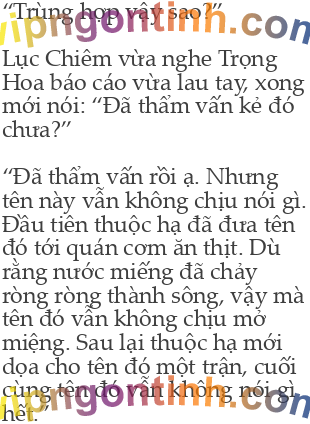 “Trùng hợp vậy sao?”
vipngontinh.com
Lục Chiêm vừa nghe Trọng
Hoa báo cáo vừa lau tay, xong
mới nói: “Đã thẩm vấn kẻ đó
chưa?”
“Đã thẩm vấn rồi ạ. Nhưng
tên này vẫn không chịu nói gì.
Đầu tiên thuộc hạ đã đưa tên
đó tới quán cơm ăn thịt. Dù
rằng nước miếng đã chảy
ròng ròng thành sông, vậy mà
tên đó vẫn không chịu mở
miệng. Sau lại thuộc hạ mới
dọa cho tên đó một trận, cuối
cùng tên đó vẫn không nói gì
hết.”
vipngontinh.com